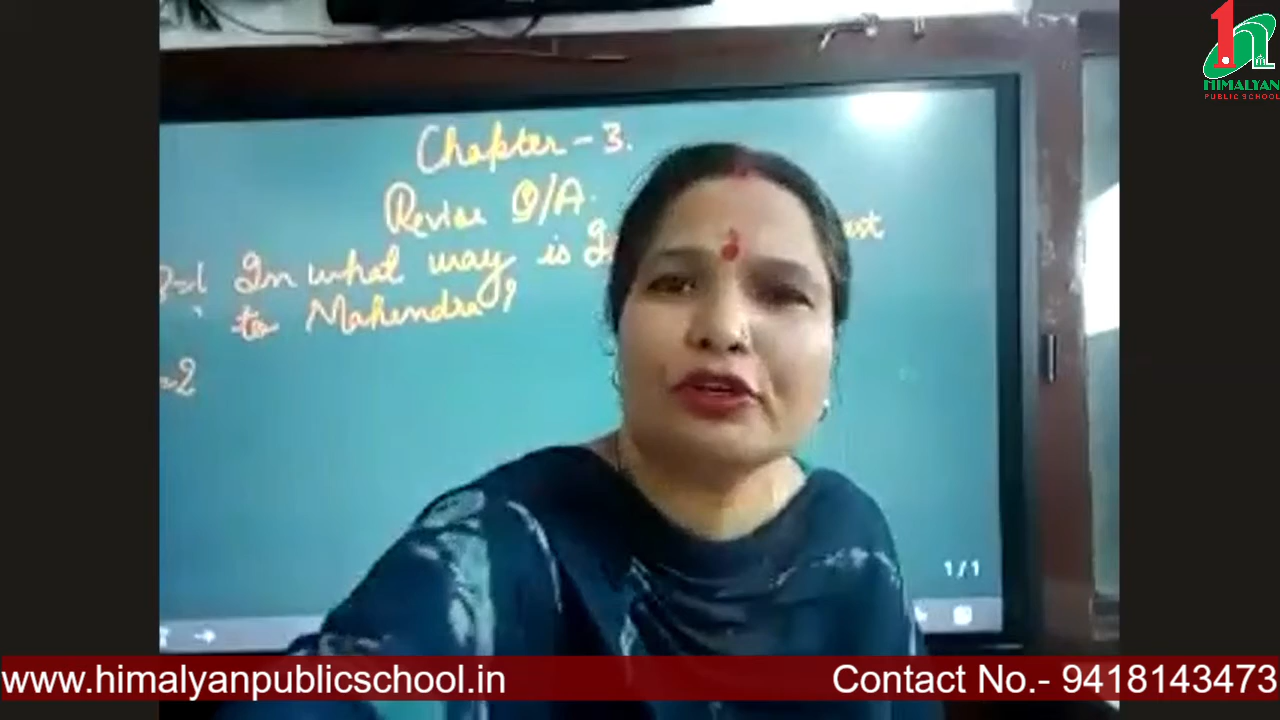 Chapter - 3.
Revise Q/A.
In what way is
to Mahendra?
1/1
HIMALYAN
PUBLIC SCHOOL
www.himalyanpublicschool.in
Contact No.- 9418143473